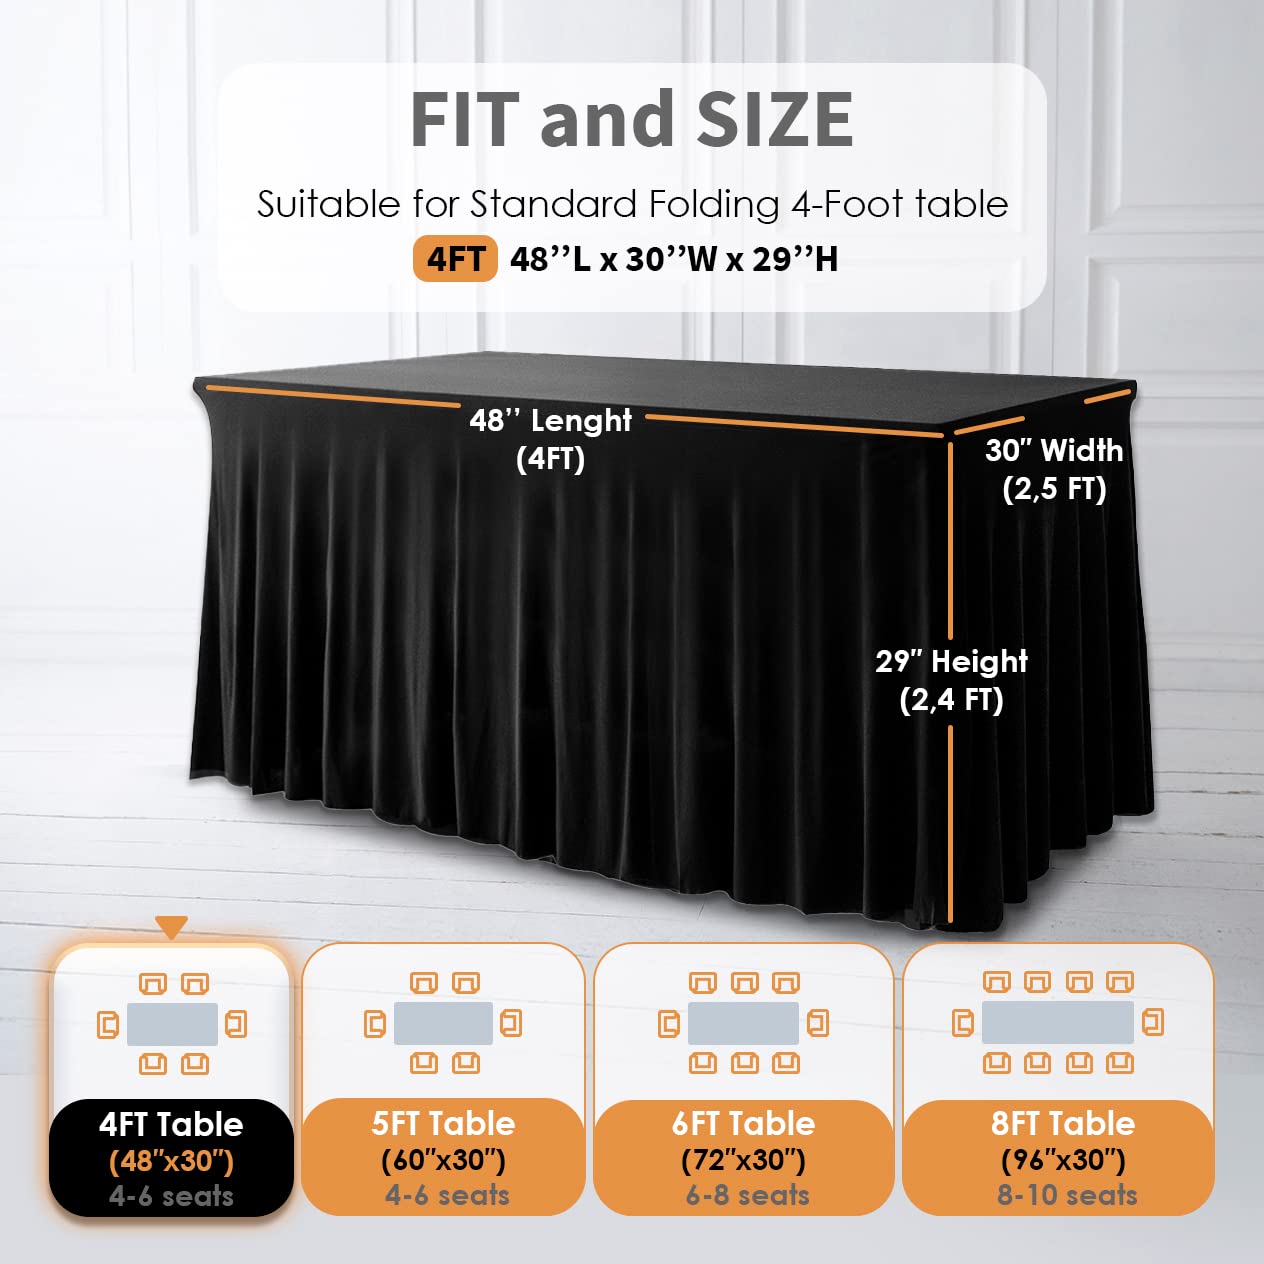 FIT and SIZE
Suitable for Standard Folding 4-Foot table
4FT 48’’L x 30’’W x 29’’H
48’’ Lenght
(4FT)
30" Width
(2,5 FT)
29" Height
(2,4 FT)
4FT Table
(48"x30")
4-6 seats
5FT Table
(60"x30")
4-6 seats
6FT Table
(72"x30")
6-8 seats
8FT Table
(96"x30")
8-10 seats